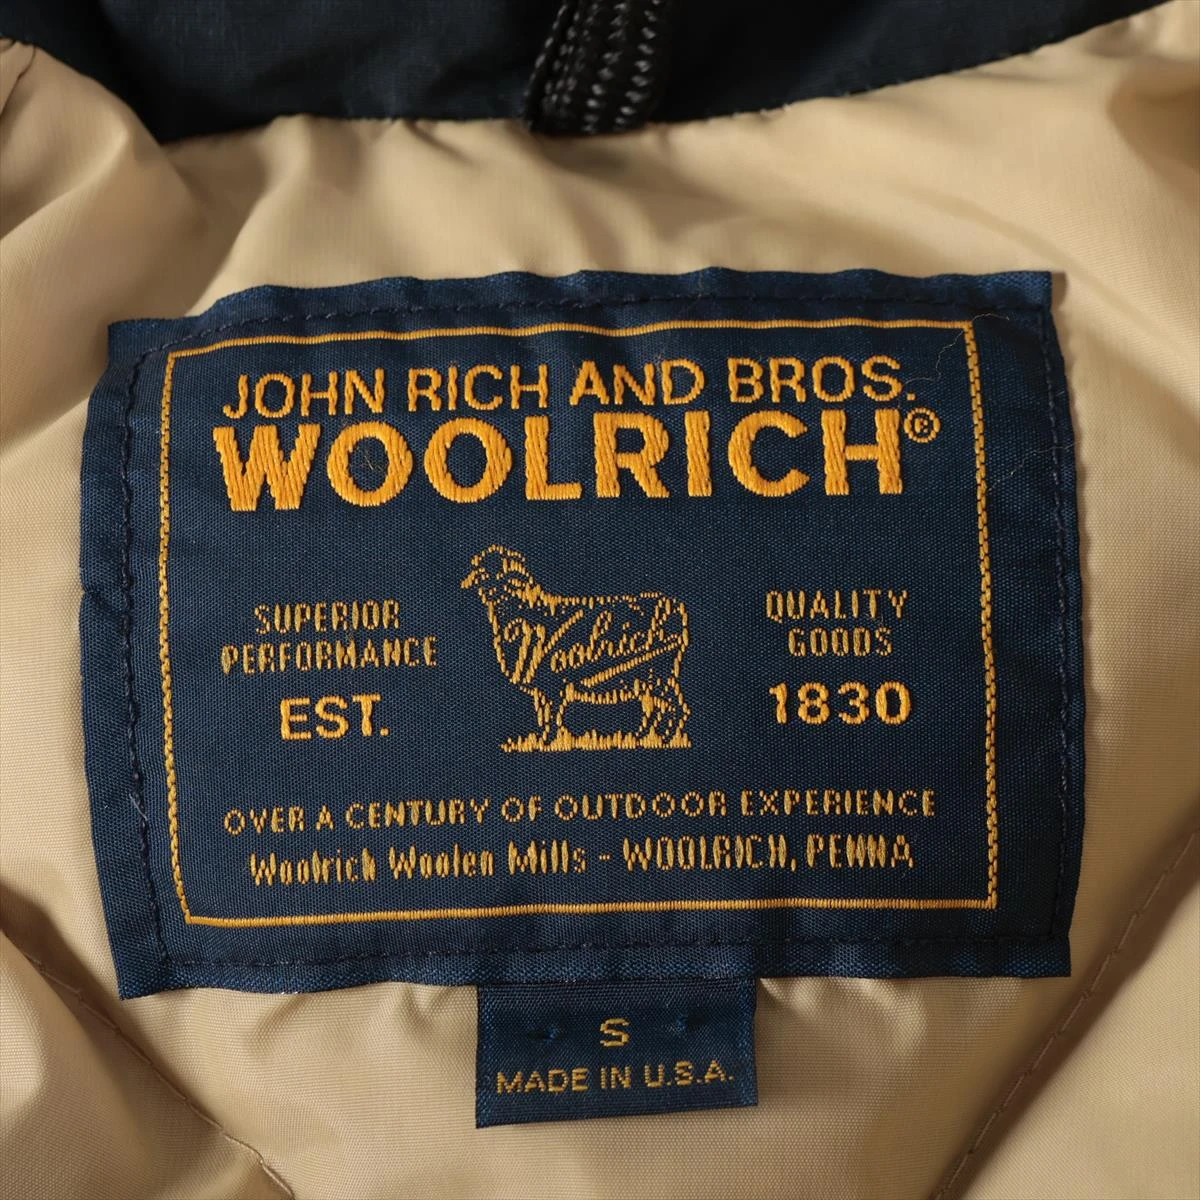 JOHN RICH AND BROS.
WOOLRICH®
SUPERIOR
PERFORMANCE
EST.
Woolrich
QUALITY
GOODS
1830
OVER A CENTURY OF OUTDOOR EXPERIENCE
Woolrich Woolen Mills - WOOLRICH, PENNA
S
MADE IN U.S.A.